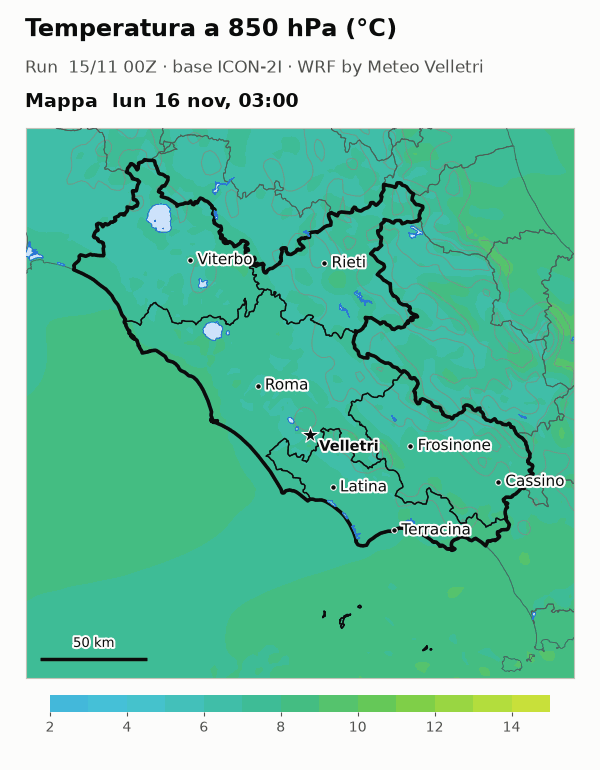 Temperatura a 850 hPa (°C)
Run  15/11 00Z · base ICON-2I · WRF by Meteo Velletri
Mappa  lun 16 nov, 03:00
Viterbo
Rieti
Roma
Velletri
Frosinone
Cassino
Latina
Terracina
50 km
2 4 6 8 10 12 14